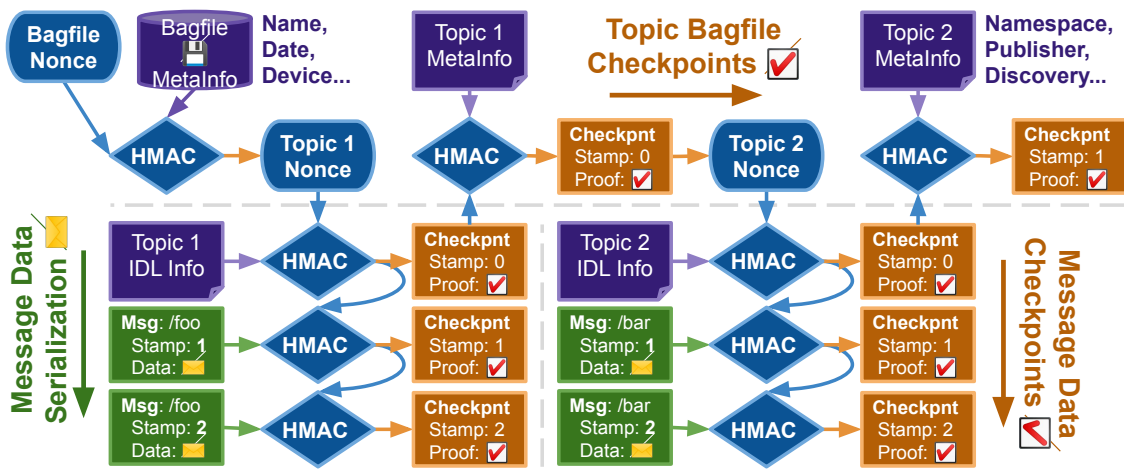 Bagfile
Nonce
Bagfile
MetaInfo
Name,
Date,
Device...
Topic 1
MetaInfo
Topic Bagfile
Checkpoints
Topic 2
MetaInfo
Namespace,
Publisher,
Discovery...
HMAC
Topic 1
Nonce
HMAC
Checkpnt
Stamp: 0
Proof:
Topic 2
Nonce
HMAC
Checkpnt
Stamp: 1
Proof:
Message Data
Serialization
Topic 1
IDL Info
HMAC
Checkpnt
Stamp: 0
Proof:
Msg: /foo
Stamp: 1
Data:
HMAC
Checkpnt
Stamp: 1
Proof:
Msg: /foo
Stamp: 2
Data:
HMAC
Checkpnt
Stamp: 2
Proof:
Topic 2
IDL Info
HMAC
Checkpnt
Stamp: 0
Proof:
Msg: /bar
Stamp: 1
Data:
HMAC
Checkpnt
Stamp: 1
Proof:
Msg: /bar
Stamp: 2
Data:
HMAC
Checkpnt
Stamp: 2
Proof:
Message Data
Checkpoints